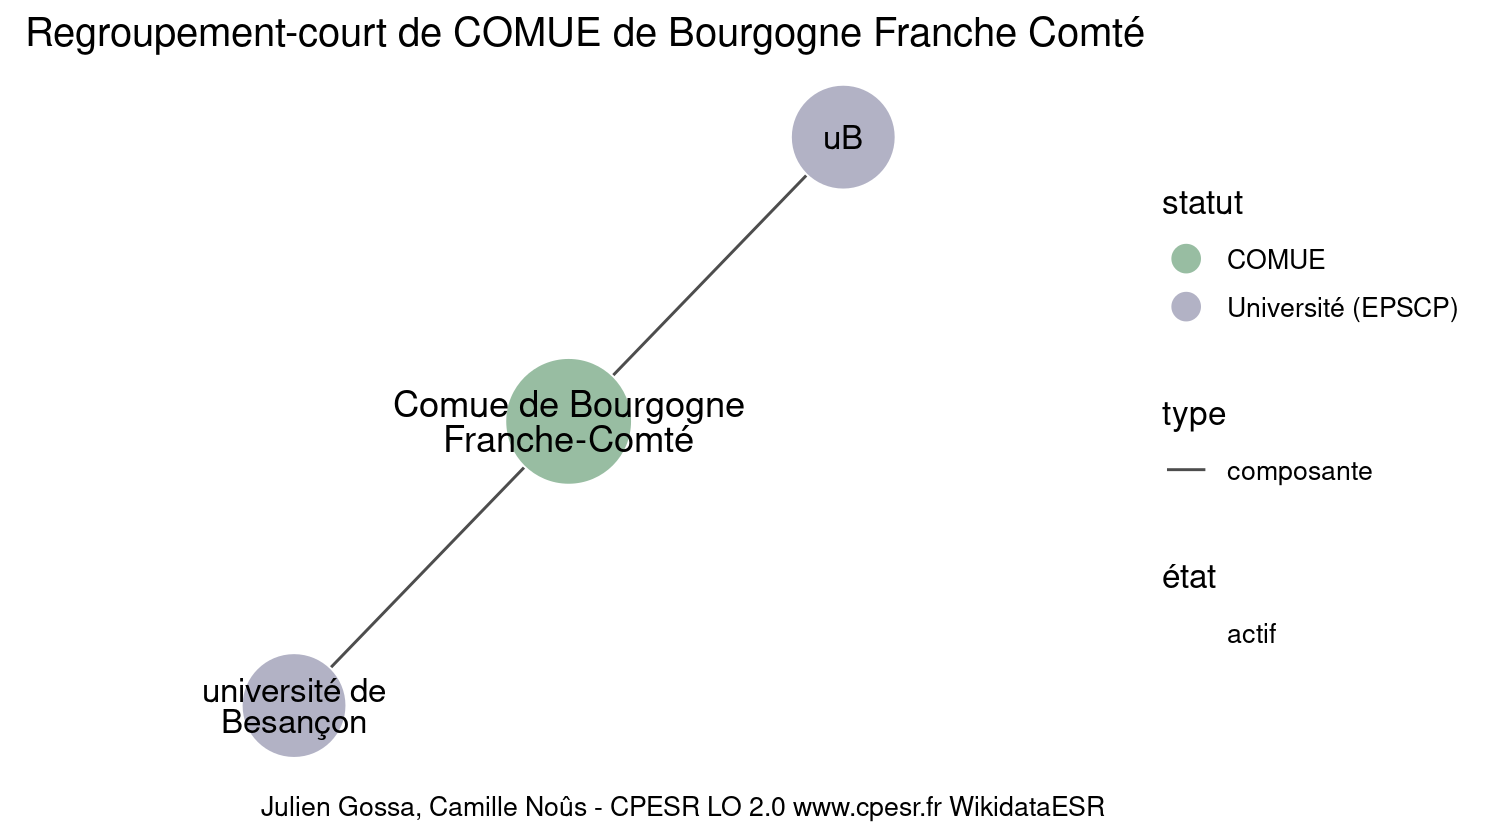 Regroupement-court de COMUE de Bourgogne Franche Comté
uB
statut
COMUE
Université (EPSCP)
Comue de Bourgogne
Franche-Comté
type
composante
état
actif
université de
Besançon
Julien Gossa, Camille Noûs - CPESR LO 2.0 www.cpesr.fr WikidataESR